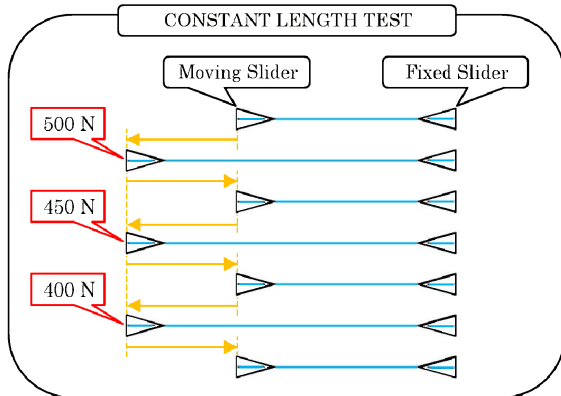 CONSTANT LENGTH TEST
Moving Slider
Fixed Slider
500 N
450 N
400 N